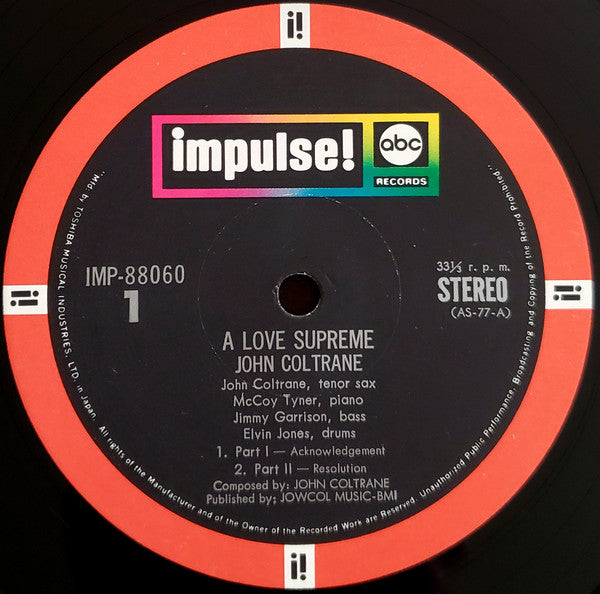 i!
impulse!
abc
RECORDS
IMP-88060
1
33⅓ r. p. m.
STEREO
(AS-77-A)
i!
i!
A LOVE SUPREME
JOHN COLTRANE
John Coltrane, tenor sax
McCoy Tyner, piano
Jimmy Garrison, bass
Elvin Jones, drums
1. Part I — Acknowledgement
2. Part II — Resolution
Composed by: JOHN COLTRANE
Published by; JOWCOL MUSIC-BMI
"Mfd. by TOSHIBA MUSICAL INDUSTRIES, LTD. in Japan. All rights of the Manufacturer and of the Owner of the Recorded Work are Reserved. Unauthorized Public Performance, Broadcasting and Copying of the Record Prohibited"
i!